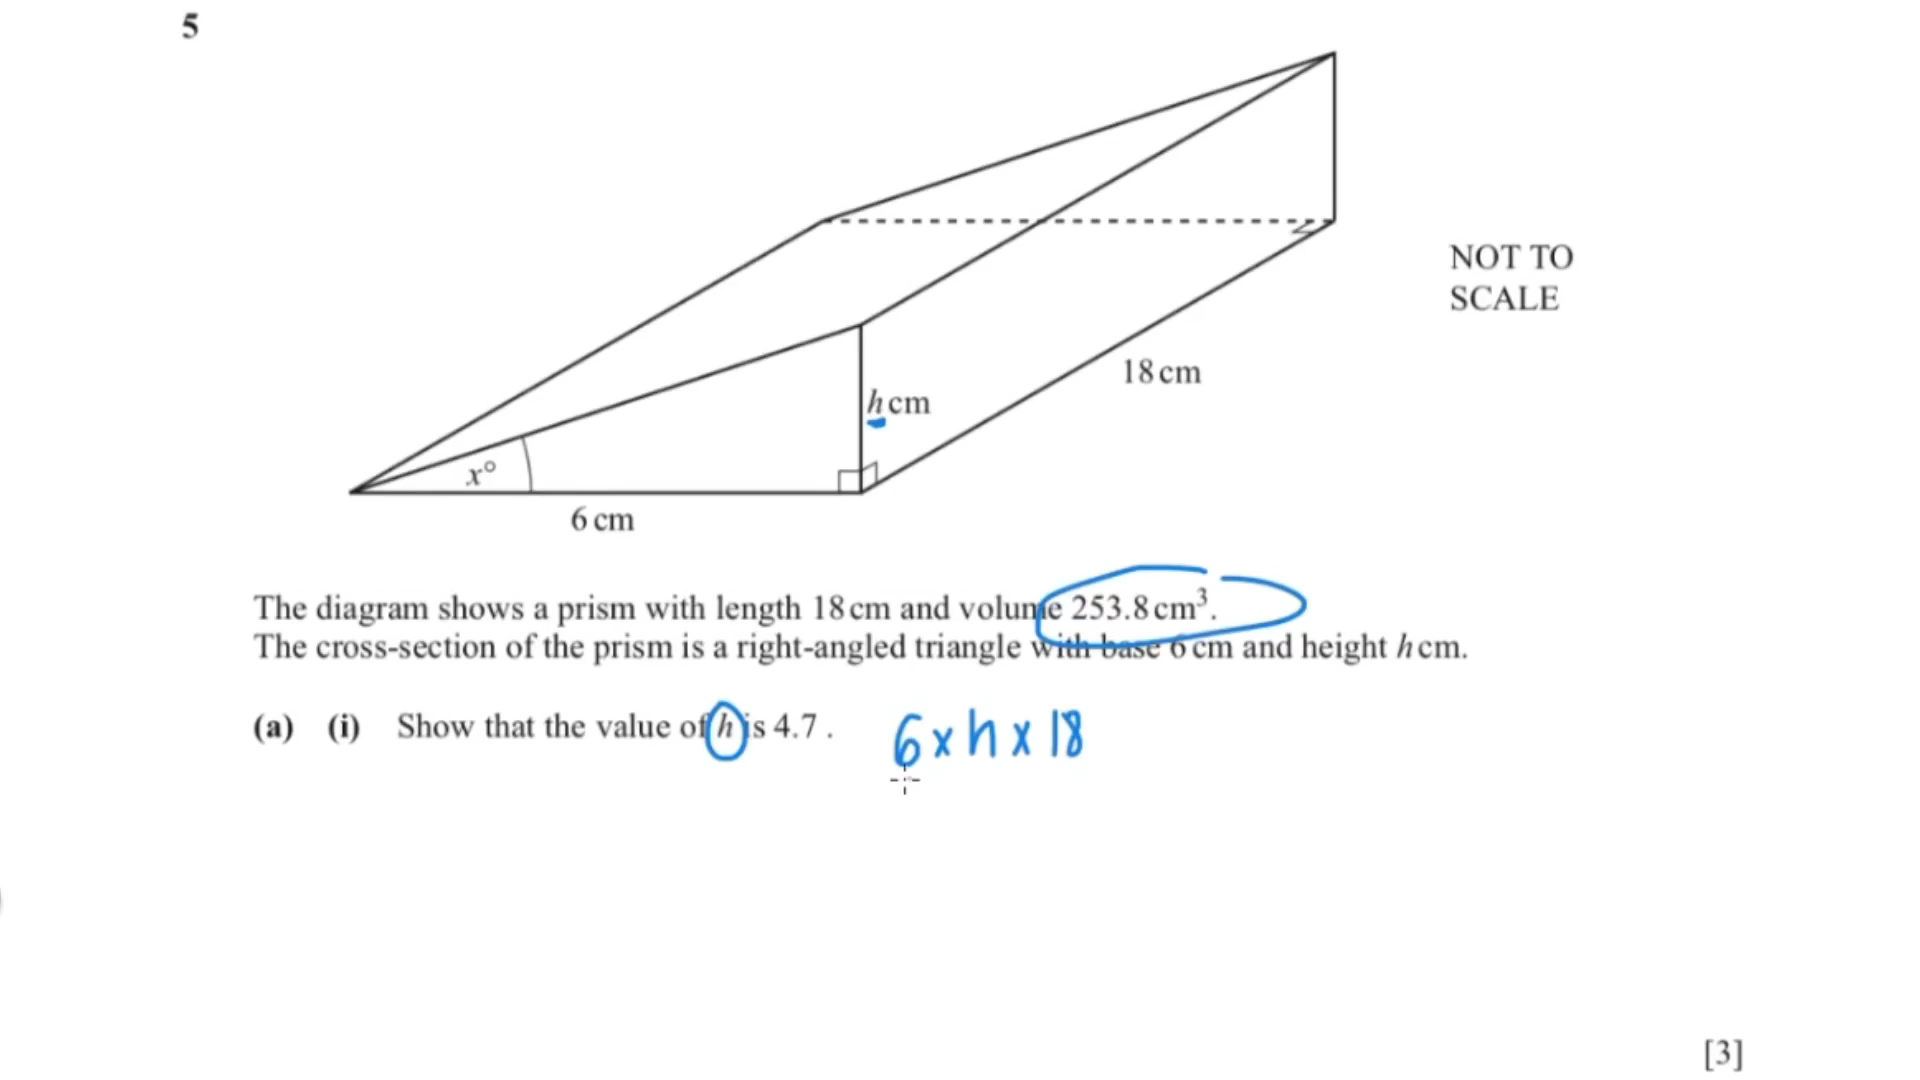 5
NOT TO
SCALE
18 cm
h cm
x°
6 cm
The diagram shows a prism with length 18 cm and volume 253.8 cm³.
The cross-section of the prism is a right-angled triangle with base 6 cm and height h cm.
(a) (i) Show that the value of h is 4.7 . 6 × h × 18
[3]